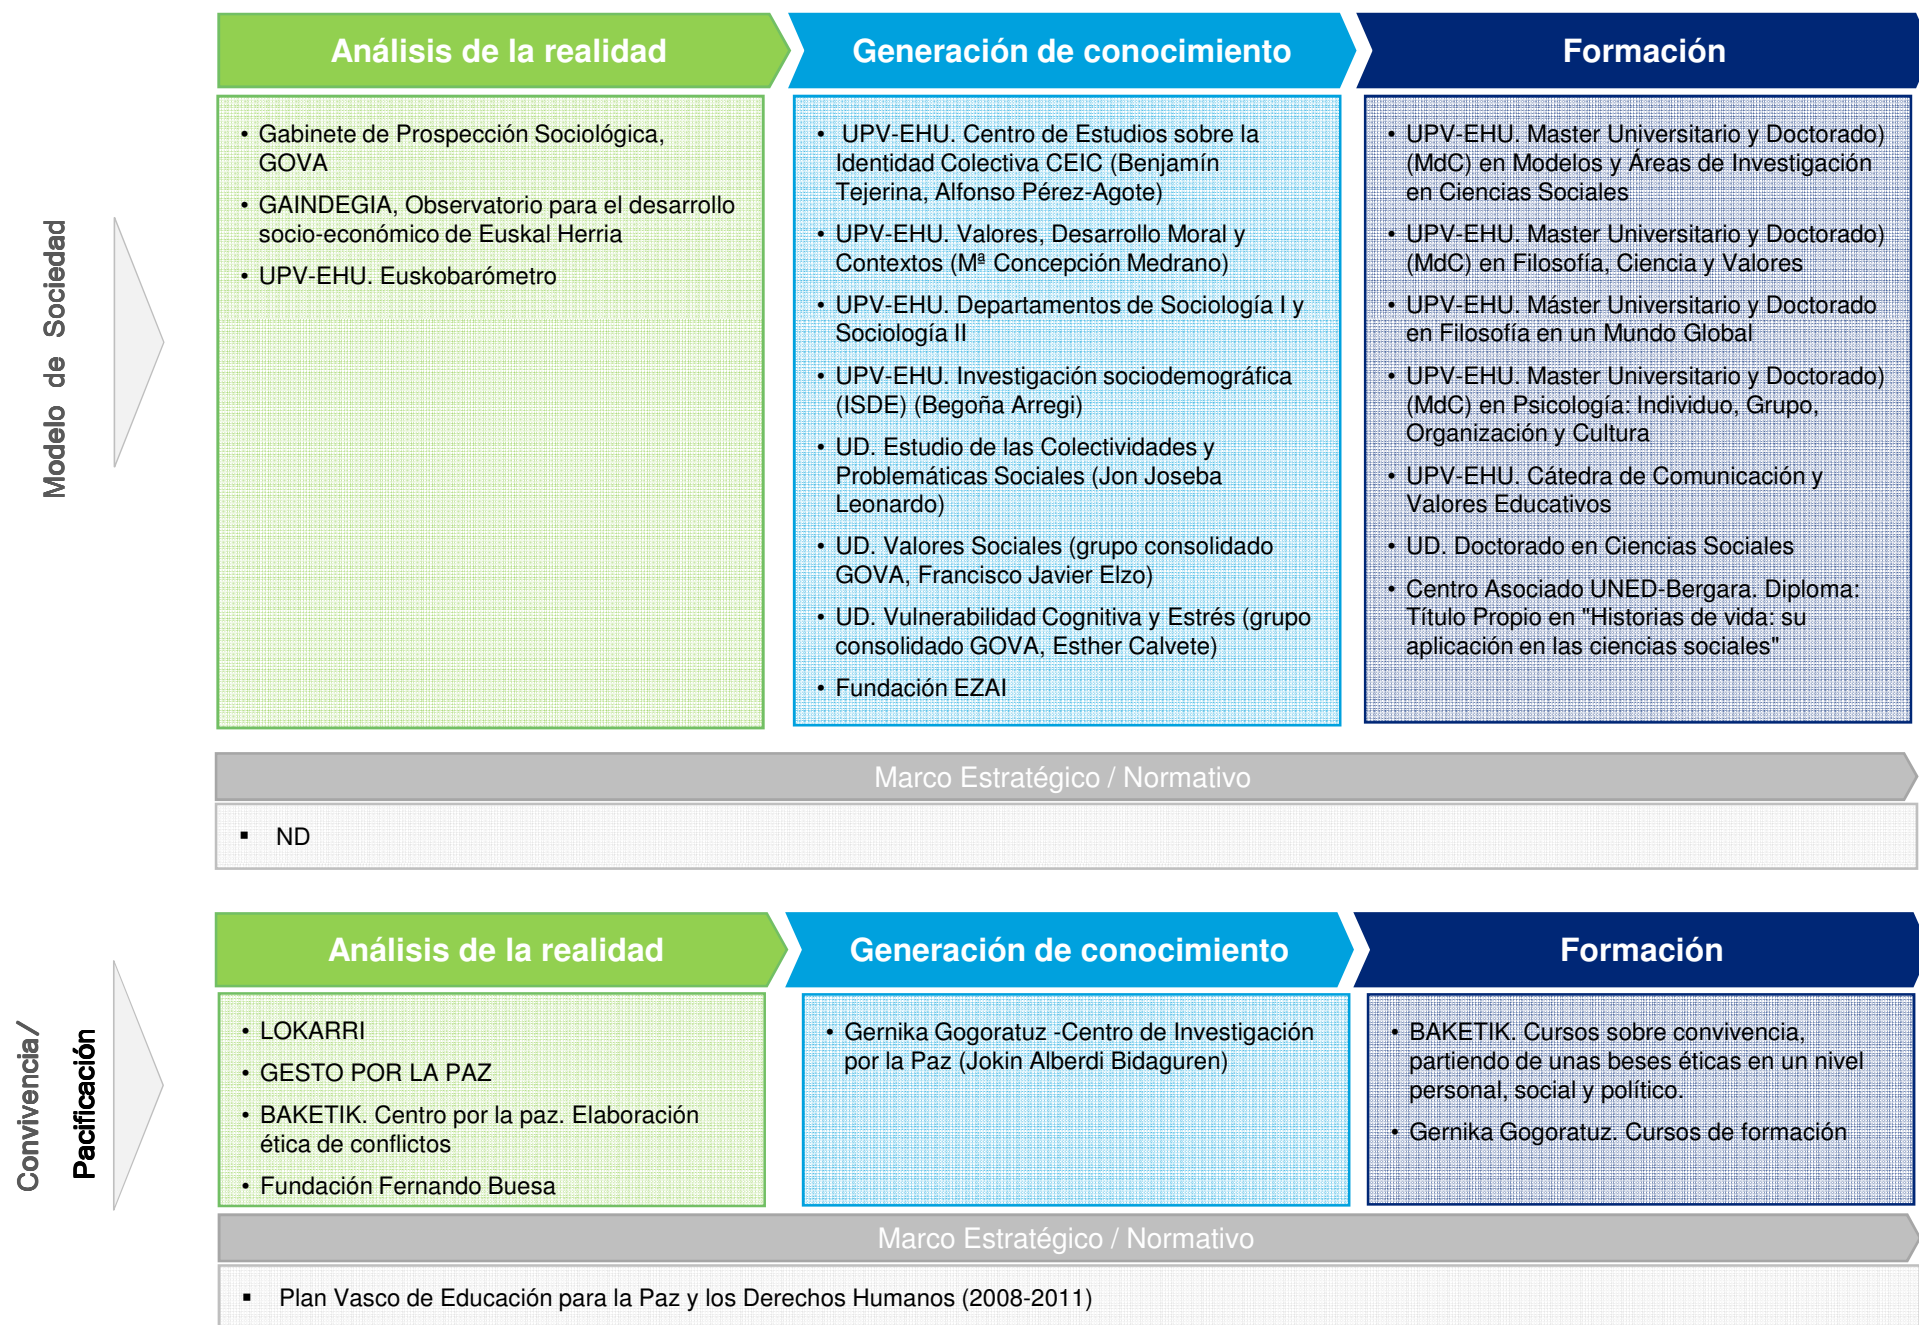 Modelo de Sociedad
Análisis de la realidad
• Gabinete de Prospección Sociológica,
GOVA
• GAINDEGIA, Observatorio para el desarrollo
socio-económico de Euskal Herria
• UPV-EHU. Euskobarómetro
Generación de conocimiento
• UPV-EHU. Centro de Estudios sobre la
Identidad Colectiva CEIC (Benjamín
Tejerina, Alfonso Pérez-Agote)
• UPV-EHU. Valores, Desarrollo Moral y
Contextos (Mª Concepción Medrano)
• UPV-EHU. Departamentos de Sociología I y
Sociología II
• UPV-EHU. Investigación sociodemográfica
(ISDE) (Begoña Arregi)
• UD. Estudio de las Colectividades y
Problemáticas Sociales (Jon Joseba
Leonardo)
• UD. Valores Sociales (grupo consolidado
GOVA, Francisco Javier Elzo)
• UD. Vulnerabilidad Cognitiva y Estrés (grupo
consolidado GOVA, Esther Calvete)
• Fundación EZAI
Formación
• UPV-EHU. Master Universitario y Doctorado)
(MdC) en Modelos y Áreas de Investigación
en Ciencias Sociales
• UPV-EHU. Master Universitario y Doctorado)
(MdC) en Filosofía, Ciencia y Valores
• UPV-EHU. Máster Universitario y Doctorado
en Filosofía en un Mundo Global
• UPV-EHU. Master Universitario y Doctorado)
(MdC) en Psicología: Individuo, Grupo,
Organización y Cultura
• UPV-EHU. Cátedra de Comunicación y
Valores Educativos
• UD. Doctorado en Ciencias Sociales
• Centro Asociado UNED-Bergara. Diploma:
Título Propio en "Historias de vida: su
aplicación en las ciencias sociales"
Marco Estratégico / Normativo
▪ ND
Convivencia/
Pacificación
Análisis de la realidad
• LOKARRI
• GESTO POR LA PAZ
• BAKETIK. Centro por la paz. Elaboración
ética de conflictos
• Fundación Fernando Buesa
Generación de conocimiento
• Gernika Gogoratuz -Centro de Investigación
por la Paz (Jokin Alberdi Bidaguren)
Formación
• BAKETIK. Cursos sobre convivencia,
partiendo de unas beses éticas en un nivel
personal, social y político.
• Gernika Gogoratuz. Cursos de formación
Marco Estratégico / Normativo
▪ Plan Vasco de Educación para la Paz y los Derechos Humanos (2008-2011)